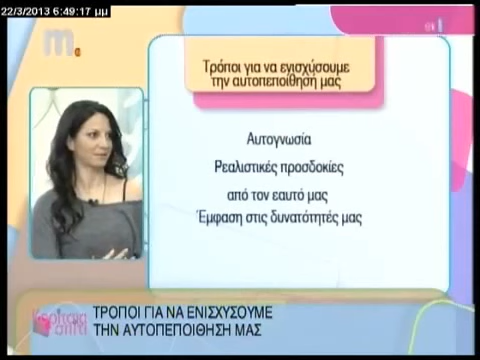 22/3/2013 6:49:17 μμ
m.
Τρόποι για να ενισχύσουμε
την αυτοπεποίθησή μας
Αυτογνωσία
Ρεαλιστικές προσδοκίες
από τον εαυτό μας
Έμφαση στις δυνατότητές μας
ΤΡΟΠΟΙ ΓΙΑ ΝΑ ΕΝΙΣΧΥΣΟΥΜΕ
ΤΗΝ ΑΥΤΟΠΕΠΟΙΘΗΣΗ ΜΑΣ